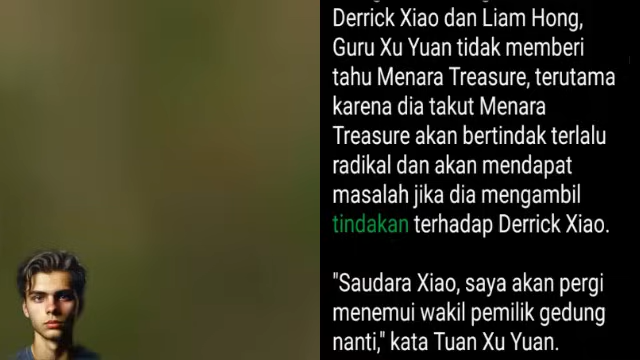 Derrick Xiao dan Liam Hong,
Guru Xu Yuan tidak memberi
tahu Menara Treasure, terutama
karena dia takut Menara
Treasure akan bertindak terlalu
radikal dan akan mendapat
masalah jika dia mengambil
tindakan terhadap Derrick Xiao.
"Saudara Xiao, saya akan pergi
menemui wakil pemilik gedung
nanti," kata Tuan Xu Yuan.